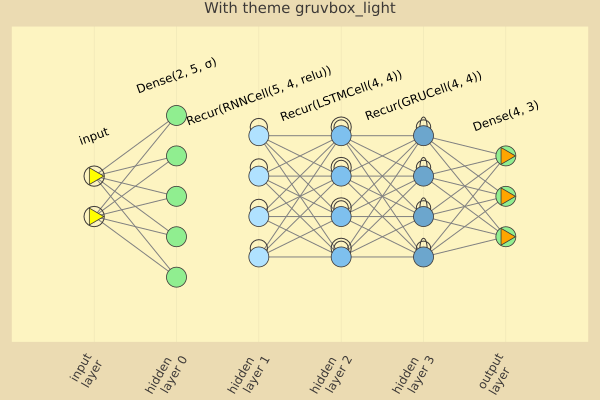 With theme gruvbox_light
input
Dense(2, 5, σ)
Recur(RNNCell(5, 4, relu))
Recur(LSTMCell(4, 4))
Recur(GRUCell(4, 4))
Dense(4, 3)
input
layer
hidden
layer 0
hidden
layer 1
hidden
layer 2
hidden
layer 3
output
layer